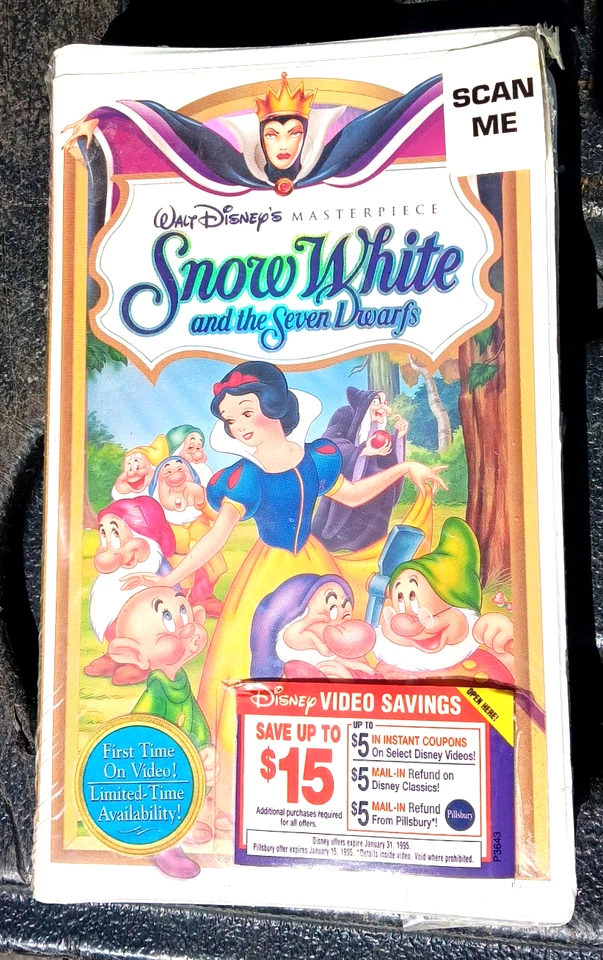 SCAN
ME
WALT DISNEY'S MASTERPIECE
Snow White
and the Seven Dwarfs
First Time
On Video!
Limited-Time
Availability!
DISNEY VIDEO SAVINGS
OPEN HERE!
SAVE UP TO
$15
Additional purchases required
for all offers.
UP TO
$5 IN INSTANT COUPONS
On Select Disney Videos!
$5 MAIL-IN Refund on
Disney Classics!
$5 MAIL-IN Refund
From Pillsbury*!
Pillsbury
Disney offers expire January 31, 1995.
Pillsbury offer expires January 15, 1995. *Details inside video. Void where prohibited.
P3643